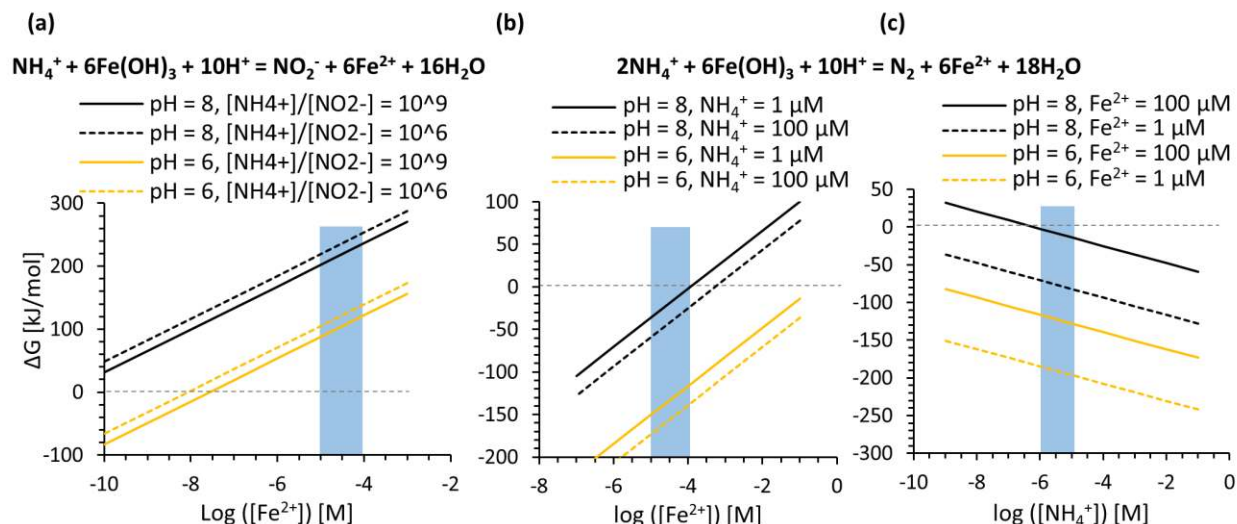 (a)
NH₄⁺ + 6Fe(OH)₃ + 10H⁺ = NO₂⁻ + 6Fe²⁺ + 16H₂O
pH = 8, [NH4+]/[NO2-] = 10^9
pH = 8, [NH4+]/[NO2-] = 10^6
pH = 6, [NH4+]/[NO2-] = 10^9
pH = 6, [NH4+]/[NO2-] = 10^6
300
200
100
0
-100
ΔG [kJ/mol]
-10
-8
-6
-4
-2
Log ([Fe²⁺]) [M]
(b)
(c)
2NH₄⁺ + 6Fe(OH)₃ + 10H⁺ = N₂ + 6Fe²⁺ + 18H₂O
pH = 8, NH₄⁺ = 1 μM
pH = 8, NH₄⁺ = 100 μM
pH = 6, NH₄⁺ = 1 μM
pH = 6, NH₄⁺ = 100 μM
100
50
0
-50
-100
-150
-200
-8
-6
-4
-2
0
log ([Fe²⁺]) [M]
pH = 8, Fe²⁺ = 100 μM
pH = 8, Fe²⁺ = 1 μM
pH = 6, Fe²⁺ = 100 μM
pH = 6, Fe²⁺ = 1 μM
50
0
-50
-100
-150
-200
-250
-300
-10
-8
-6
-4
-2
0
log ([NH₄⁺]) [M]